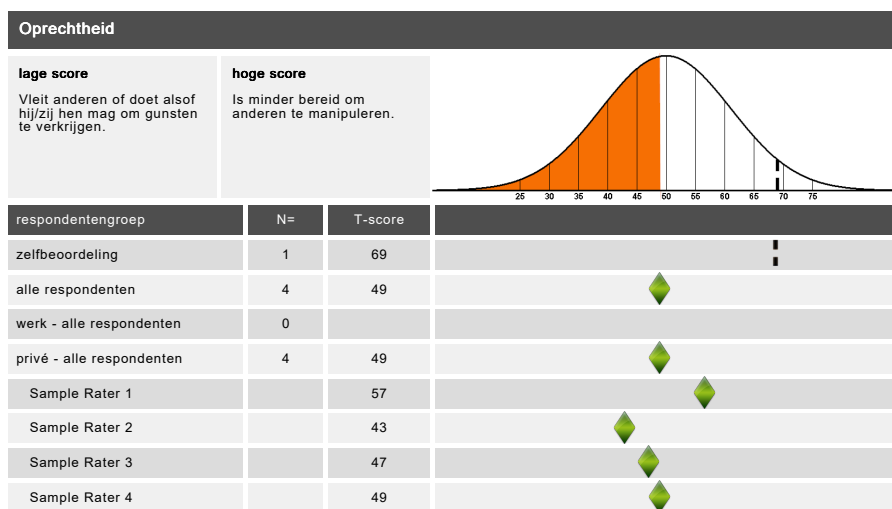 Oprechtheid
lage score
Vleit anderen of doet alsof
hij/zij hen mag om gunsten
te verkrijgen.
hoge score
Is minder bereid om
anderen te manipuleren.
25 30 35 40 45 50 55 60 65 70 75
respondentengroep N= T-score
zelfbeoordeling 1 69
alle respondenten 4 49
werk - alle respondenten 0
privé - alle respondenten 4 49
Sample Rater 1 57
Sample Rater 2 43
Sample Rater 3 47
Sample Rater 4 49